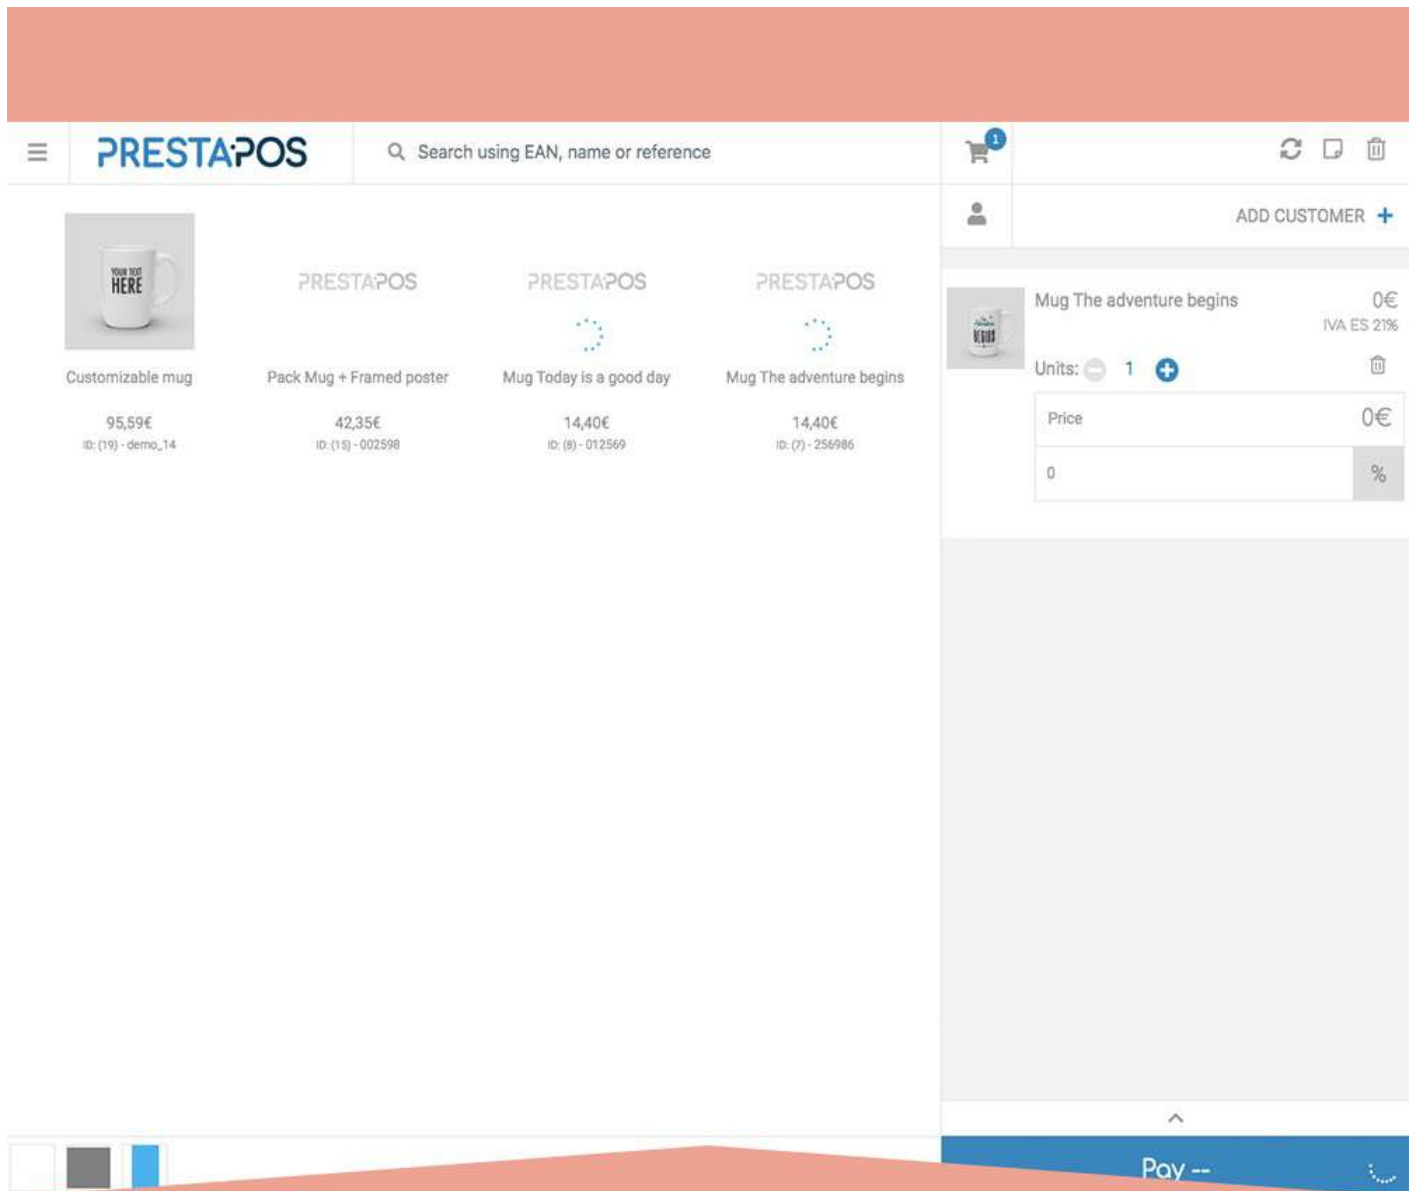 PRESTAPOS
Search using EAN, name or reference
1
ADD CUSTOMER +
YOUR TEXT
HERE
PRESTAPOS
PRESTAPOS
PRESTAPOS
Customizable mug
Pack Mug + Framed poster
Mug Today is a good day
Mug The adventure begins
95,59€
42,35€
14,40€
14,40€
ID: (19) - demo_14
ID: (15) - 002598
ID: (8) - 012569
ID: (7) - 256986
BEGINS
Mug The adventure begins
0€
IVA ES 21%
Units: 1
Price 0€
0 %
Pay --